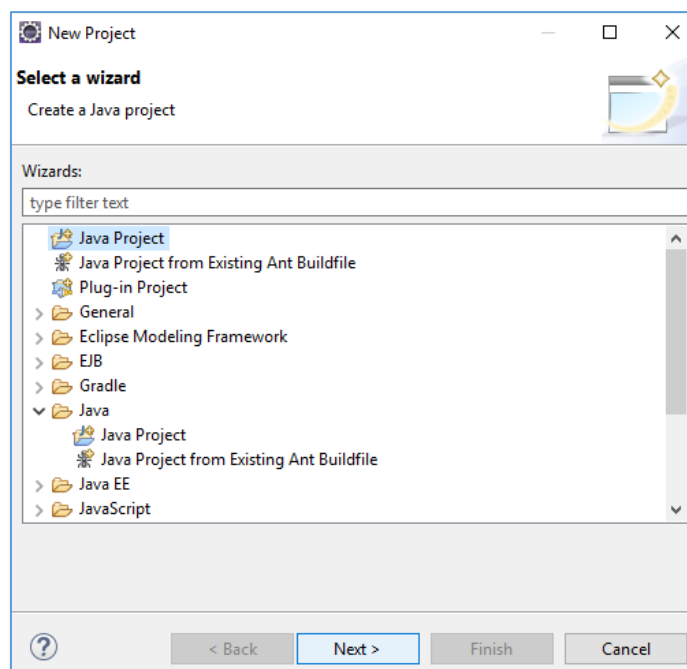 New Project
Select a wizard
Create a Java project
Wizards:
type filter text
Java Project
Java Project from Existing Ant Buildfile
Plug-in Project
General
Eclipse Modeling Framework
EJB
Gradle
Java
Java Project
Java Project from Existing Ant Buildfile
Java EE
JavaScript
? < Back Next > Finish Cancel